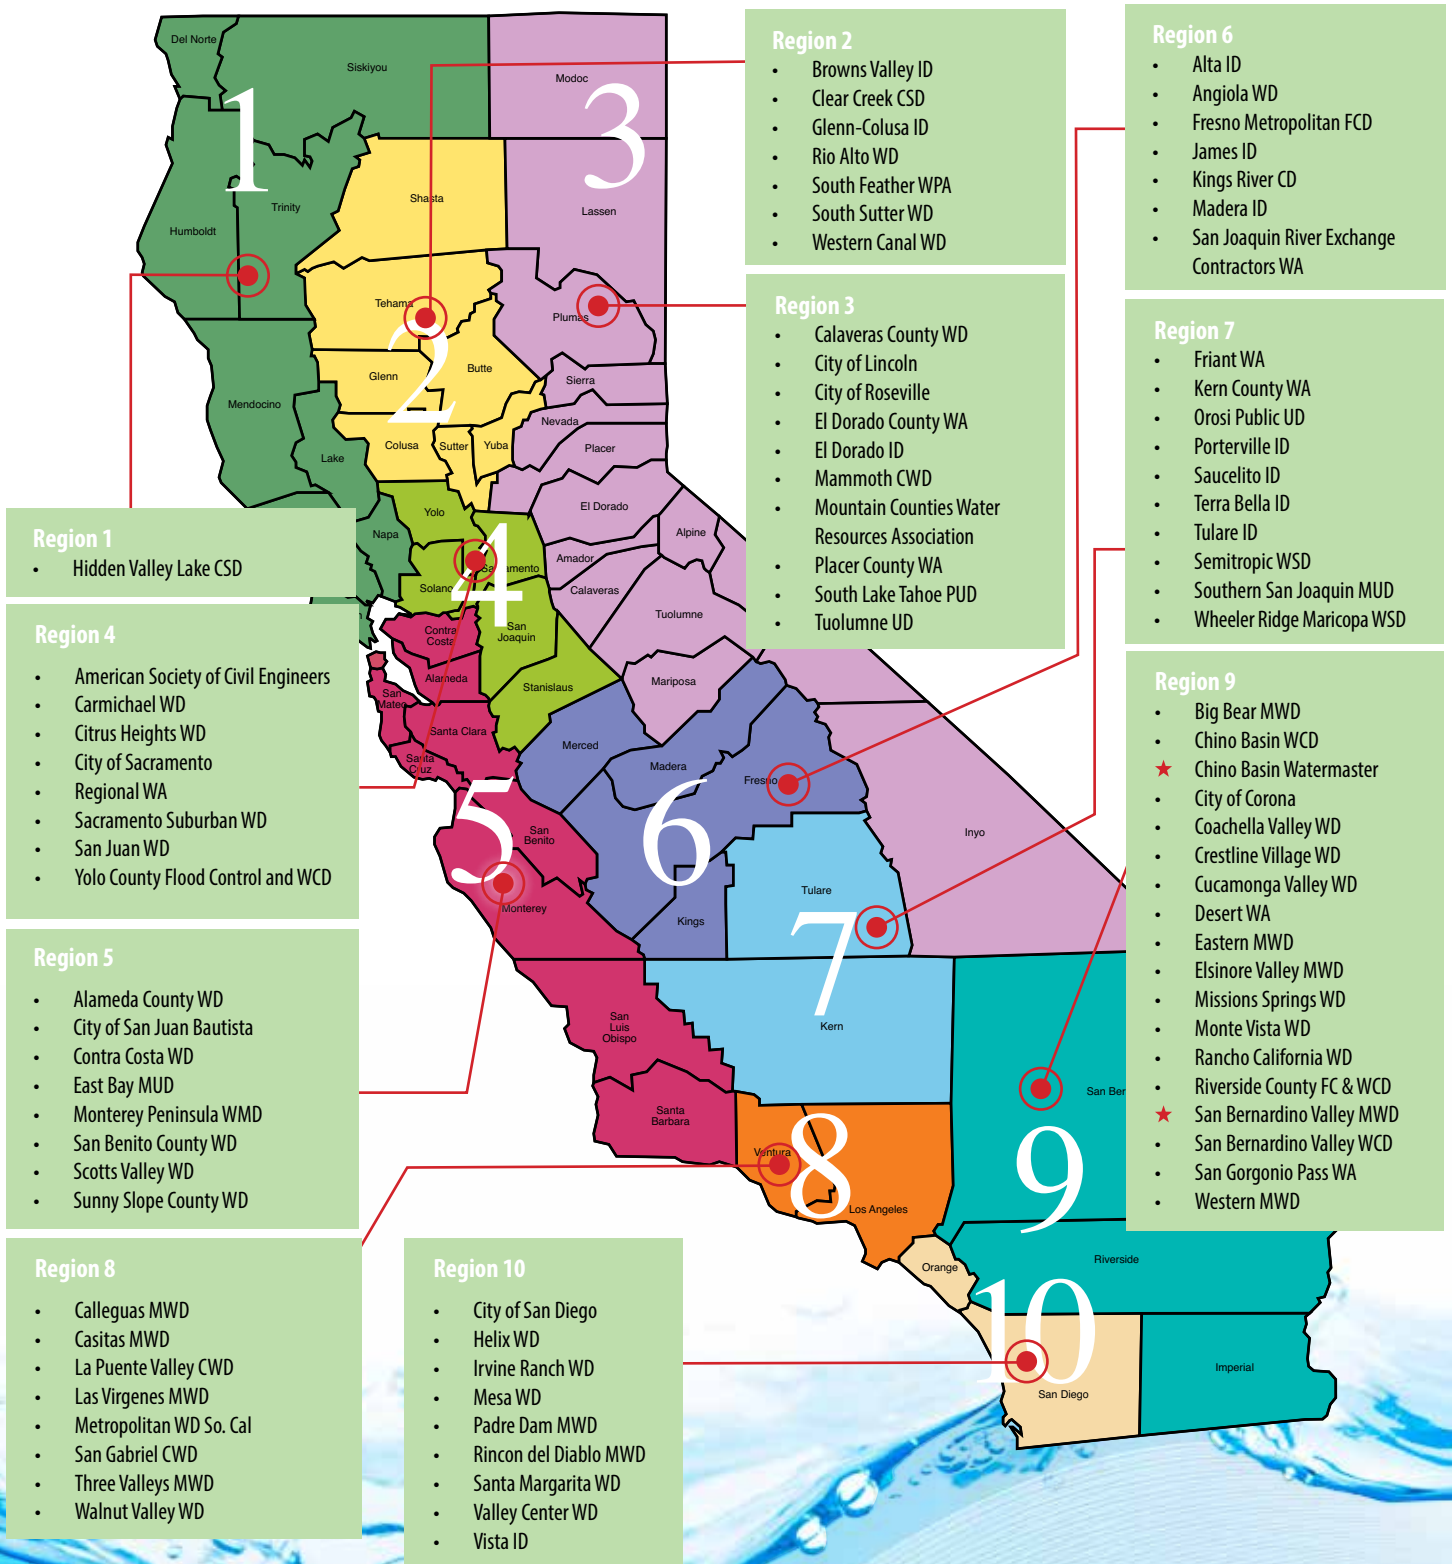 Del Norte
Siskiyou
Modoc
1
3
Shasta
Trinity
Lassen
Humboldt
Tehama
Plumas
2
Glenn
Butte
Sierra
Mendocino
Nevada
Colusa
Sutter
Yuba
Placer
Lake
El Dorado
Yolo
Napa
Alpine
4
Amador
Sacramento
Solano
Calaveras
Tuolumne
Contra
Costa
San
Joaquin
Alameda
Mariposa
Stanislaus
San
Mateo
Santa Clara
Merced
Santa
Cruz
Madera
Fresno
5
6
San
Benito
Inyo
Tulare
Monterey
Kings
7
San
Luis
Obispo
Kern
San Ber
Santa
Barbara
8
Ventura
9
Los Angeles
Orange
Riverside
10
San Diego
Imperial
Region 1
• Hidden Valley Lake CSD
Region 2
• Browns Valley ID
• Clear Creek CSD
• Glenn-Colusa ID
• Rio Alto WD
• South Feather WPA
• South Sutter WD
• Western Canal WD
Region 3
• Calaveras County WD
• City of Lincoln
• City of Roseville
• El Dorado County WA
• El Dorado ID
• Mammoth CWD
• Mountain Counties Water
Resources Association
• Placer County WA
• South Lake Tahoe PUD
• Tuolumne UD
Region 4
• American Society of Civil Engineers
• Carmichael WD
• Citrus Heights WD
• City of Sacramento
• Regional WA
• Sacramento Suburban WD
• San Juan WD
• Yolo County Flood Control and WCD
Region 5
• Alameda County WD
• City of San Juan Bautista
• Contra Costa WD
• East Bay MUD
• Monterey Peninsula WMD
• San Benito County WD
• Scotts Valley WD
• Sunny Slope County WD
Region 6
• Alta ID
• Angiola WD
• Fresno Metropolitan FCD
• James ID
• Kings River CD
• Madera ID
• San Joaquin River Exchange
Contractors WA
Region 7
• Friant WA
• Kern County WA
• Orosi Public UD
• Porterville ID
• Saucelito ID
• Terra Bella ID
• Tulare ID
• Semitropic WSD
• Southern San Joaquin MUD
• Wheeler Ridge Maricopa WSD
Region 8
• Calleguas MWD
• Casitas MWD
• La Puente Valley CWD
• Las Virgenes MWD
• Metropolitan WD So. Cal
• San Gabriel CWD
• Three Valleys MWD
• Walnut Valley WD
Region 9
• Big Bear MWD
• Chino Basin WCD
★ Chino Basin Watermaster
• City of Corona
• Coachella Valley WD
• Crestline Village WD
• Cucamonga Valley WD
• Desert WA
• Eastern MWD
• Elsinore Valley MWD
• Missions Springs WD
• Monte Vista WD
• Rancho California WD
• Riverside County FC & WCD
★ San Bernardino Valley MWD
• San Bernardino Valley WCD
• San Gorgonio Pass WA
• Western MWD
Region 10
• City of San Diego
• Helix WD
• Irvine Ranch WD
• Mesa WD
• Padre Dam MWD
• Rincon del Diablo MWD
• Santa Margarita WD
• Valley Center WD
• Vista ID